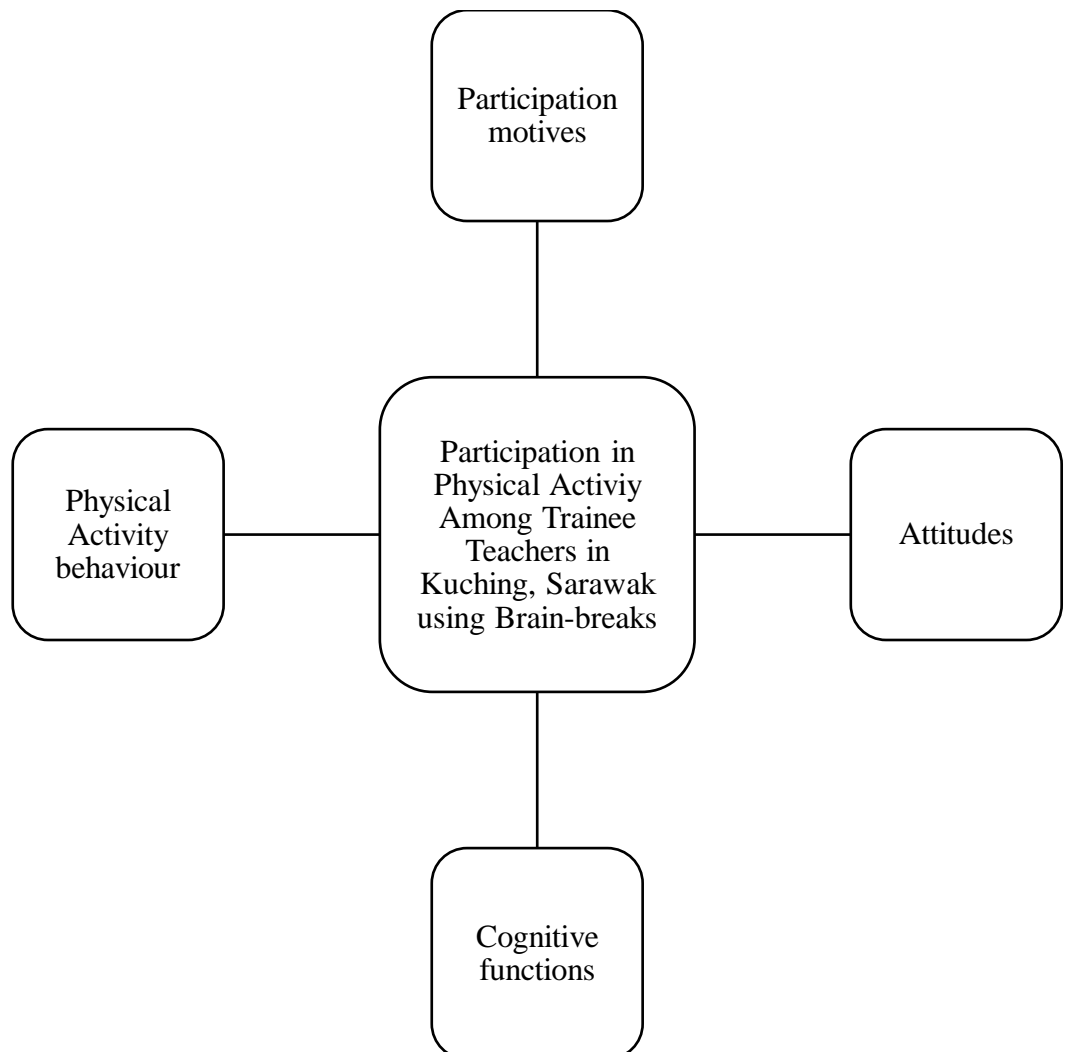 Participation
motives
Physical
Activity
behaviour
Participation in
Physical Activiy
Among Trainee
Teachers in
Kuching, Sarawak
using Brain-breaks
Attitudes
Cognitive
functions